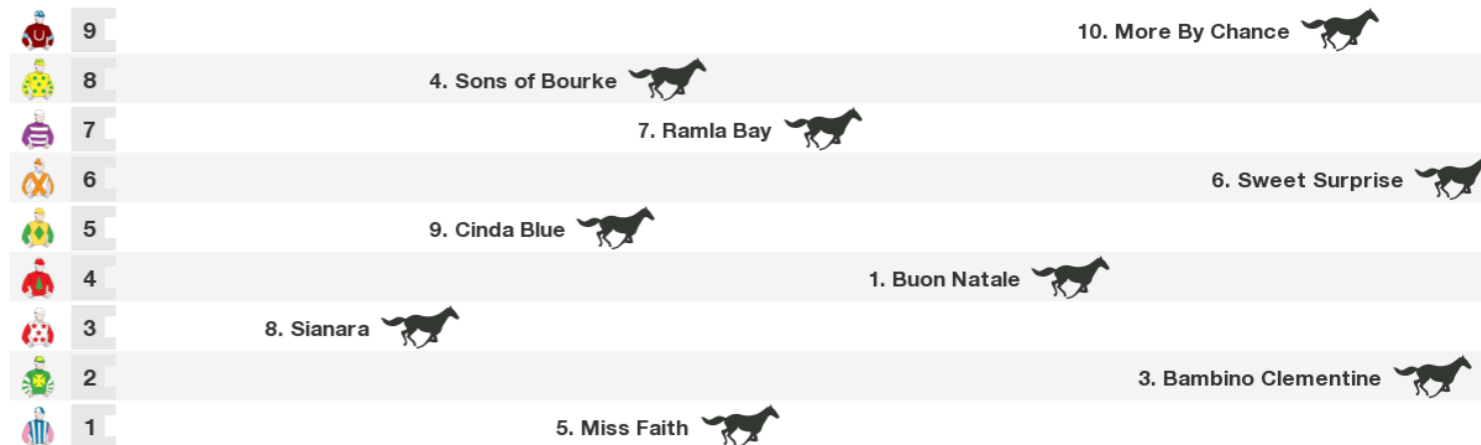 9 10. More By Chance
8 4. Sons of Bourke
7 7. Ramla Bay
6 6. Sweet Surprise
5 9. Cinda Blue
4 1. Buon Natale
3 8. Sianara
2 3. Bambino Clementine
1 5. Miss Faith